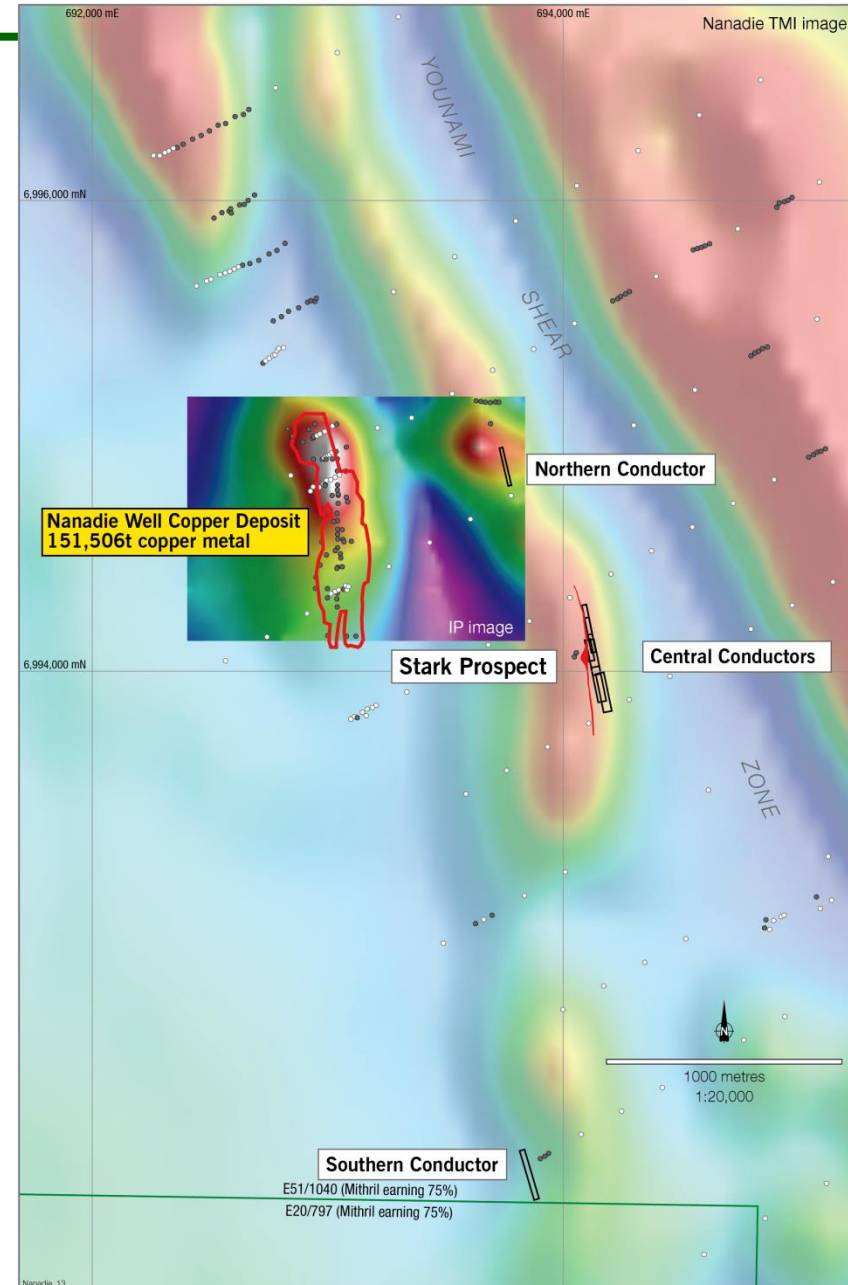 692,000 mE
694,000 mE
Nanadie TMI image
YOUNAMI
6,996,000 mN
SHEAR
Northern Conductor
Nanadie Well Copper Deposit
151,506t copper metal
IP image
Stark Prospect
Central Conductors
6,994,000 mN
ZONE
N
1000 metres
1:20,000
Southern Conductor
E51/1040 (Mithril earning 75%)
E20/797 (Mithril earning 75%)
Nanadie_13